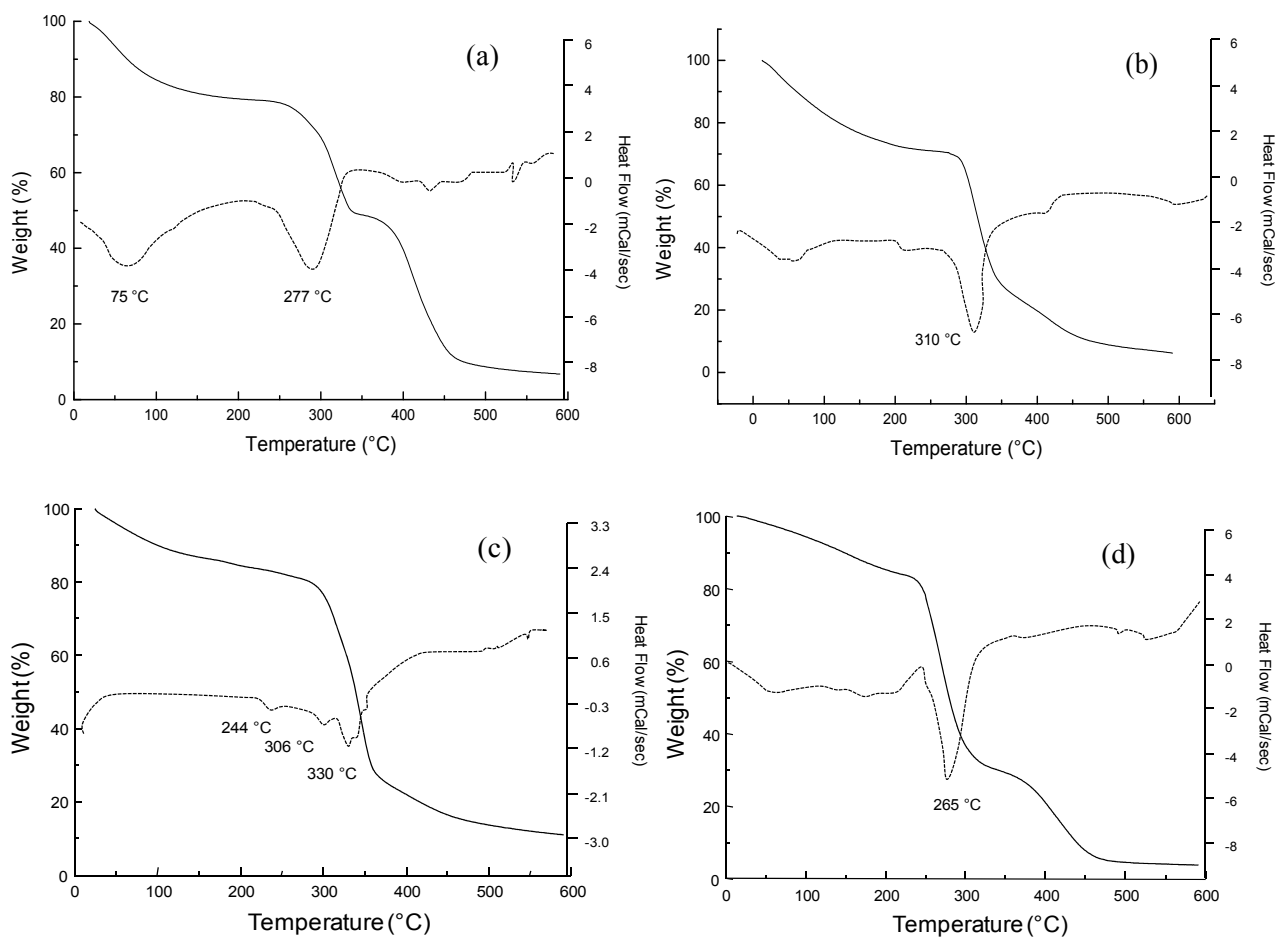 (a)
100
80
60
40
20
0
Weight (%)
6
4
2
0
-2
-4
-6
-8
Heat Flow (mCal/sec)
75 °C
277 °C
0 100 200 300 400 500 600
Temperature (°C)
(b)
100
80
60
40
20
0
Weight (%)
6
4
2
0
-2
-4
-6
-8
Heat Flow (mCal/sec)
310 °C
0 100 200 300 400 500 600
Temperature (°C)
(c)
100
80
60
40
20
0
Weight (%)
3.3
2.4
1.5
0.6
-0.3
-1.2
-2.1
-3.0
Heat Flow (mCal/sec)
244 °C
306 °C
330 °C
0 100 200 300 400 500 600
Temperature (°C)
(d)
100
80
60
40
20
0
Weight (%)
6
4
2
0
-2
-4
-6
-8
Heat Flow (mCal/sec)
265 °C
0 100 200 300 400 500 600
Temperature (°C)